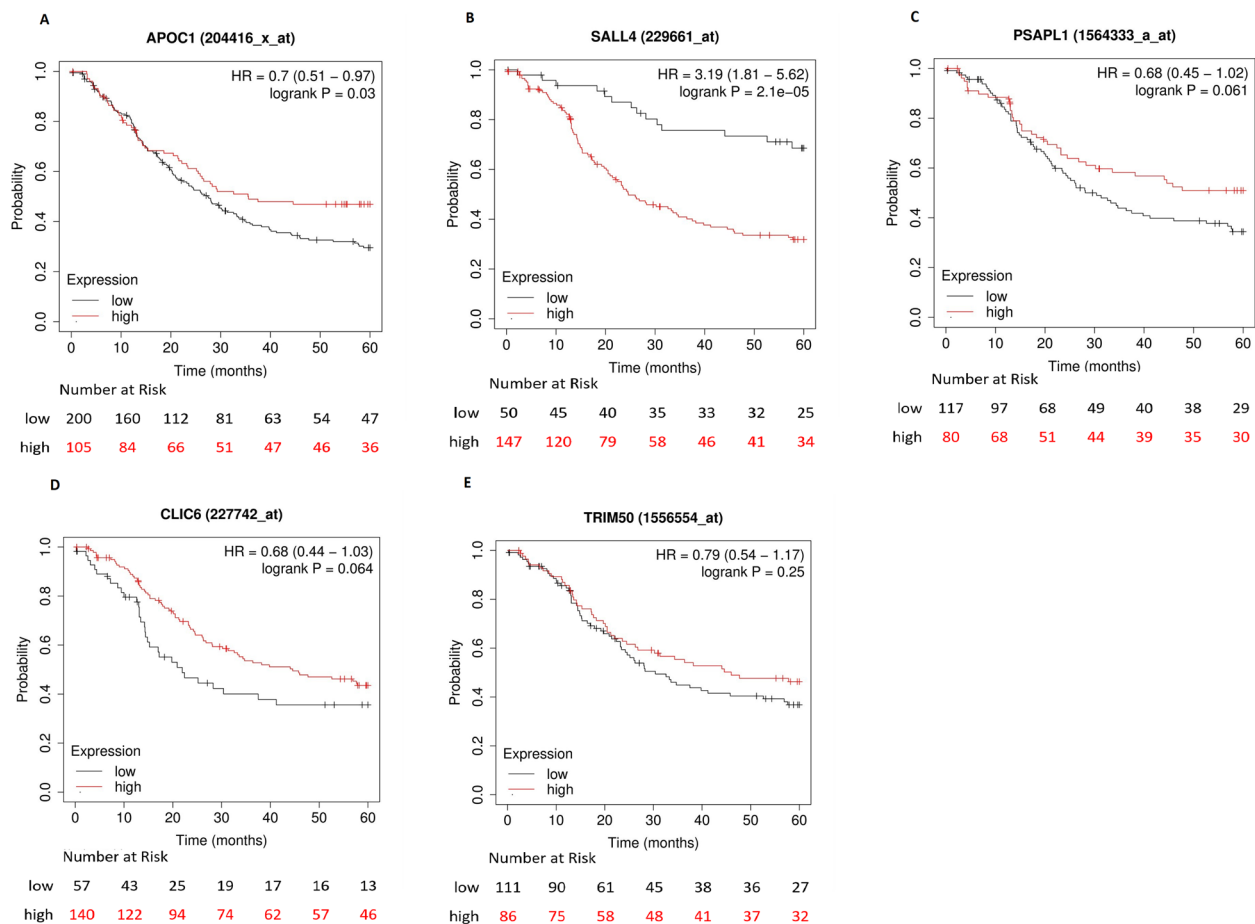 A
APOC1 (204416_x_at)
HR = 0.7 (0.51 − 0.97)
logrank P = 0.03
Probability
1.0
0.8
0.6
0.4
0.2
0.0
Expression
low
high
0 10 20 30 40 50 60
Time (months)
Number at Risk
low 200 160 112 81 63 54 47
high 105 84 66 51 47 46 36
B
SALL4 (229661_at)
HR = 3.19 (1.81 − 5.62)
logrank P = 2.1e−05
Probability
1.0
0.8
0.6
0.4
0.2
0.0
Expression
low
high
0 10 20 30 40 50 60
Time (months)
Number at Risk
low 50 45 40 35 33 32 25
high 147 120 79 58 46 41 34
C
PSAPL1 (1564333_a_at)
HR = 0.68 (0.45 − 1.02)
logrank P = 0.061
Probability
1.0
0.8
0.6
0.4
0.2
0.0
Expression
low
high
0 10 20 30 40 50 60
Time (months)
Number at Risk
low 117 97 68 49 40 38 29
high 80 68 51 44 39 35 30
D
CLIC6 (227742_at)
HR = 0.68 (0.44 − 1.03)
logrank P = 0.064
Probability
1.0
0.8
0.6
0.4
0.2
0.0
Expression
low
high
0 10 20 30 40 50 60
Time (months)
Number at Risk
low 57 43 25 19 17 16 13
high 140 122 94 74 62 57 46
E
TRIM50 (1556554_at)
HR = 0.79 (0.54 − 1.17)
logrank P = 0.25
Probability
1.0
0.8
0.6
0.4
0.2
0.0
Expression
low
high
0 10 20 30 40 50 60
Time (months)
Number at Risk
low 111 90 61 45 38 36 27
high 86 75 58 48 41 37 32